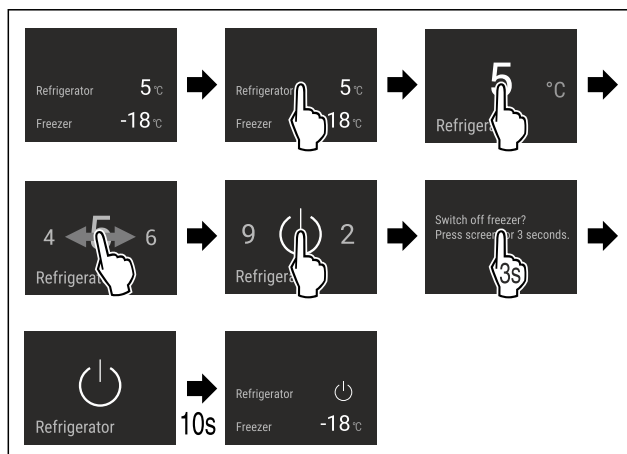 Refrigerator 5 °C
Freezer -18 °C
Refrigerator 5 °C
Freezer 18 °C
5 °C
Refrigera
4 5 6
Refrigerat
9 2
Refrigera
Switch off freezer?
Press screen or 3 seconds.
3s
Refrigerator
10s
Refrigerator
Freezer -18 °C